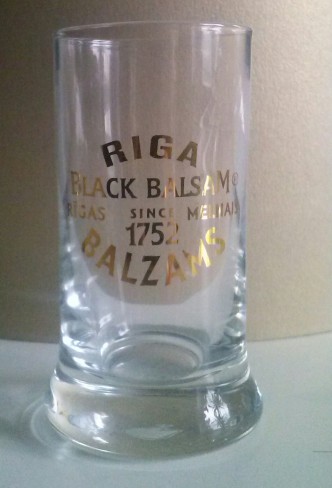 RIGA
BLACK BALSAM®
RĪGAS SINCE MELNAIS
1752
BALZAMS